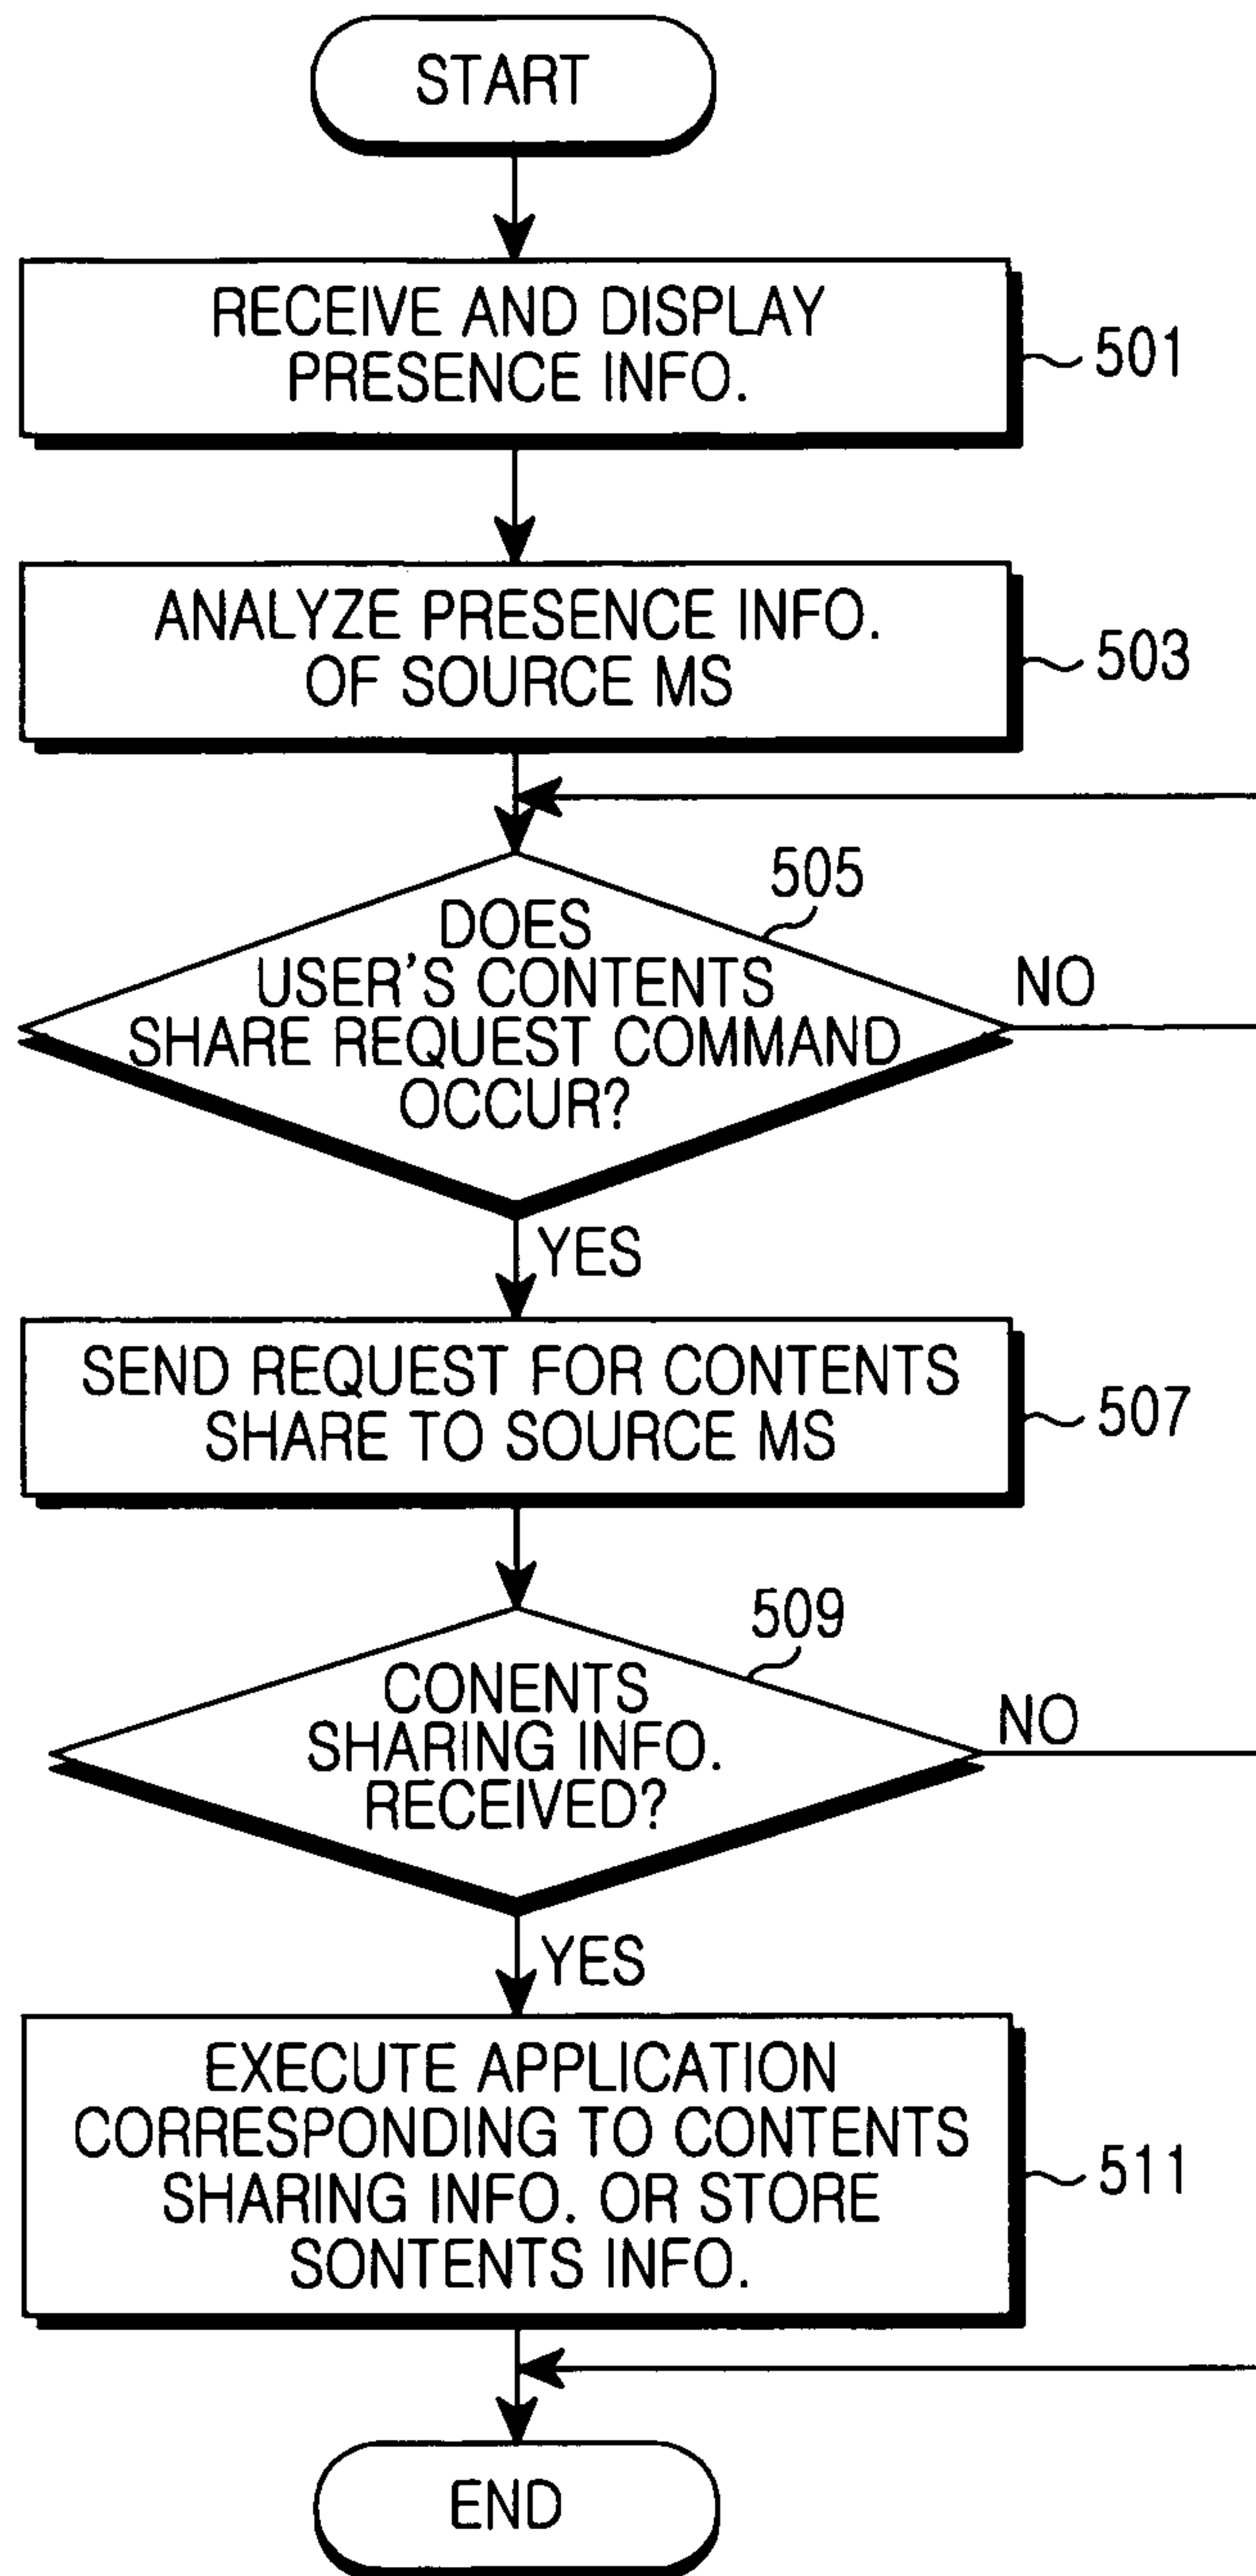 START
RECEIVE AND DISPLAY
PRESENCE INFO.
501
ANALYZE PRESENCE INFO.
OF SOURCE MS
503
505
DOES
USER'S CONTENTS
SHARE REQUEST COMMAND
OCCUR?
NO
YES
SEND REQUEST FOR CONTENTS
SHARE TO SOURCE MS
507
509
CONENTS
SHARING INFO.
RECEIVED?
NO
YES
EXECUTE APPLICATION
CORRESPONDING TO CONTENTS
SHARING INFO. OR STORE
SONTENTS INFO.
511
END